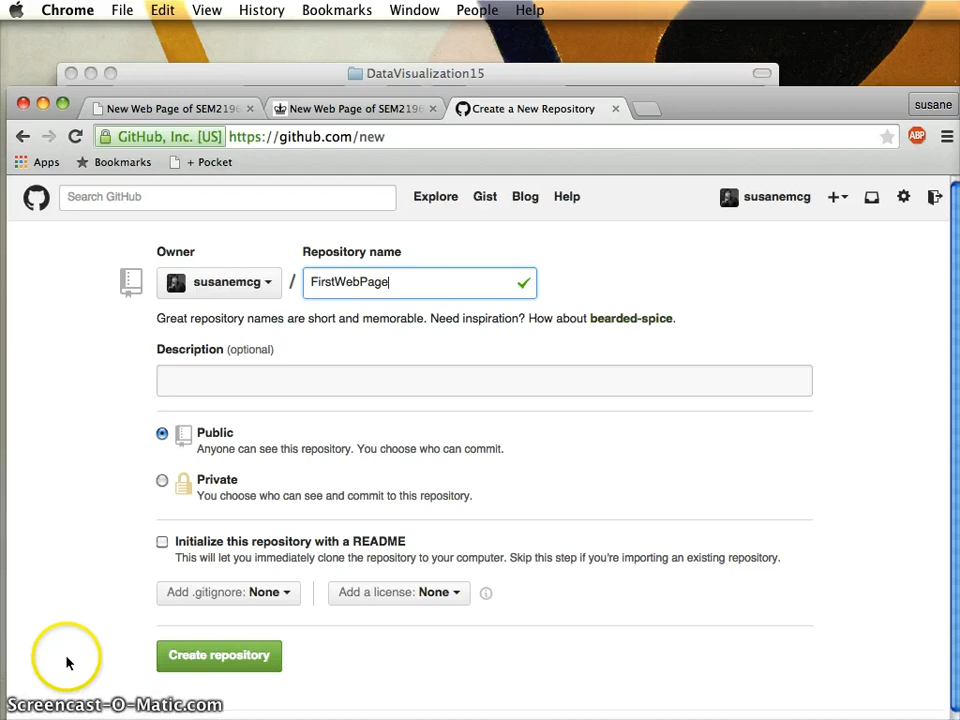 Chrome File Edit View History Bookmarks Window People Help
DataVisualization15
New Web Page of SEM2196 New Web Page of SEM2196 Create a New Repository susane
GitHub, Inc. [US] https://github.com/new ABP
Apps Bookmarks + Pocket
Search GitHub Explore Gist Blog Help susanemcg
Owner Repository name
susanemcg / FirstWebPage
Great repository names are short and memorable. Need inspiration? How about bearded-spice.
Description (optional)
Public
Anyone can see this repository. You choose who can commit.
Private
You choose who can see and commit to this repository.
Initialize this repository with a README
This will let you immediately clone the repository to your computer. Skip this step if you're importing an existing repository.
Add .gitignore: None Add a license: None
Create repository
Screencast-O-Matic.com